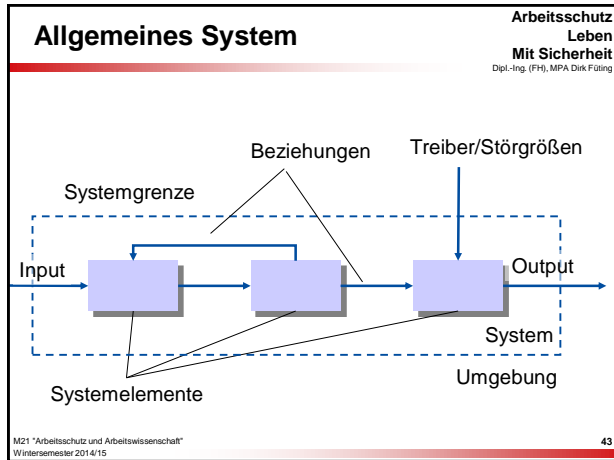 Allgemeines System
Arbeitsschutz
Leben
Mit Sicherheit
Dipl.-Ing. (FH), MPA Dirk Füting
Beziehungen
Treiber/Störgrößen
Systemgrenze
Input
Output
System
Systemelemente
Umgebung
M21 "Arbeitsschutz und Arbeitswissenschaft"
Wintersemester 2014/15
43